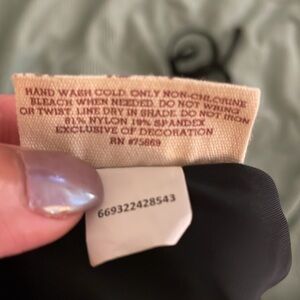 HAND WASH COLD. ONLY NON-CHLORINE
BLEACH WHEN NEEDED. DO NOT WRING
OR TWIST. LINE DRY IN SHADE. DO NOT IRON
81% NYLON 19% SPANDEX
EXCLUSIVE OF DECORATION
RN #75869
669322428543